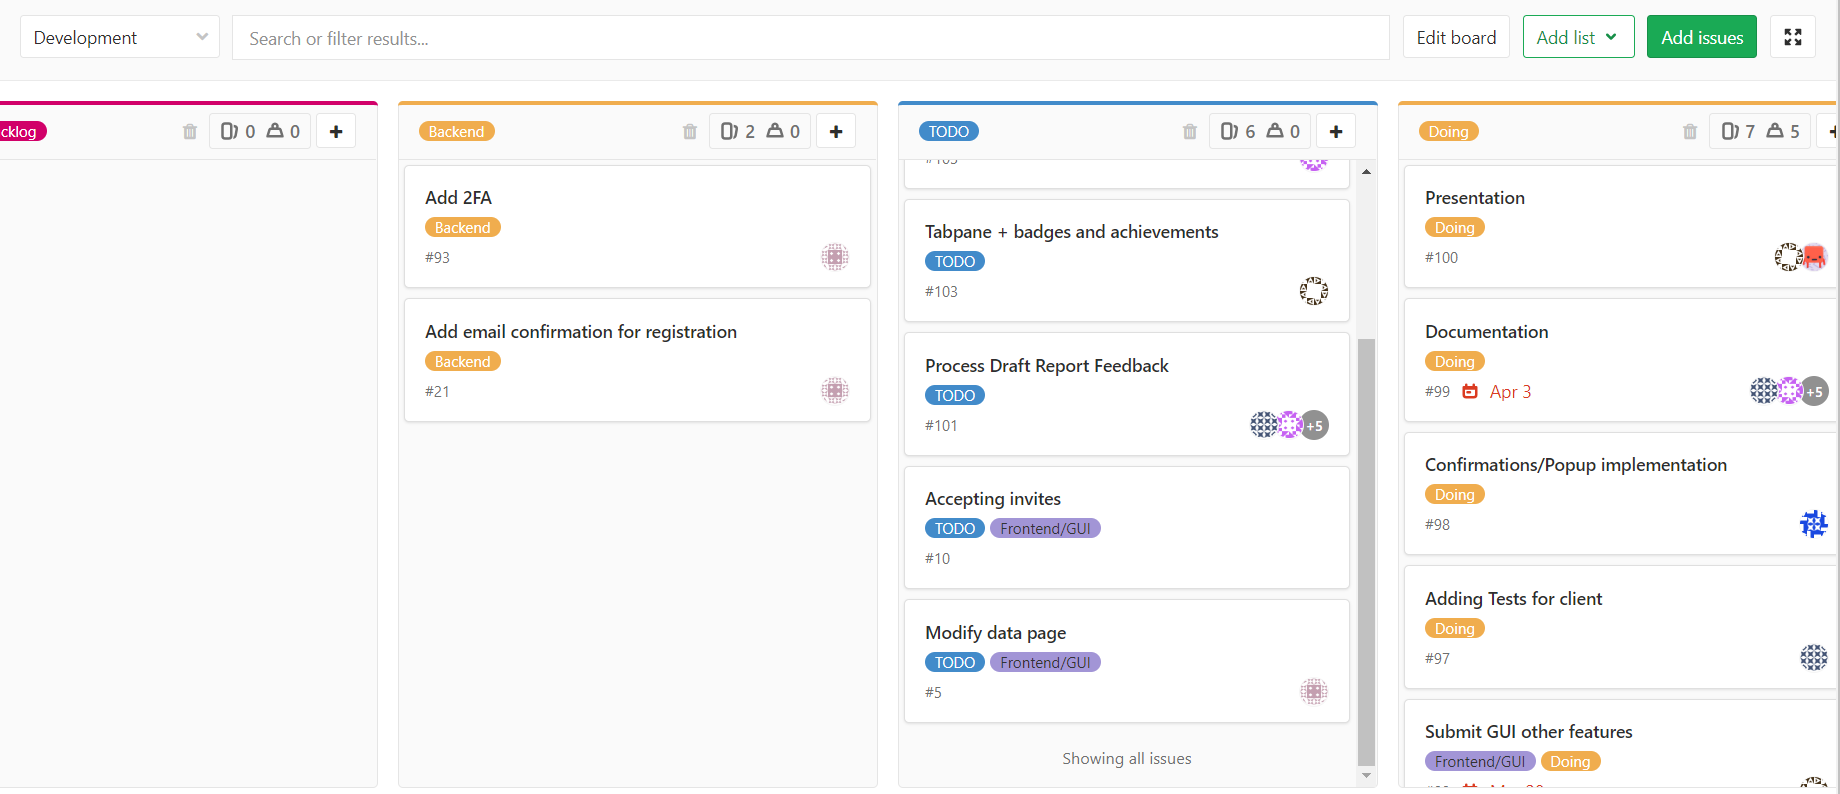 Development
Search or filter results...
Edit board
Add list
Add issues
cklog
0 0
Backend
2 0
Add 2FA
Backend
#93
Add email confirmation for registration
Backend
#21
TODO
6 0
Tabpane + badges and achievements
TODO
#103
Process Draft Report Feedback
TODO
#101
+5
Accepting invites
TODO Frontend/GUI
#10
Modify data page
TODO Frontend/GUI
#5
Showing all issues
Doing
7 5
Presentation
Doing
#100
Documentation
Doing
#99 Apr 3
+5
Confirmations/Popup implementation
Doing
#98
Adding Tests for client
Doing
#97
Submit GUI other features
Frontend/GUI Doing